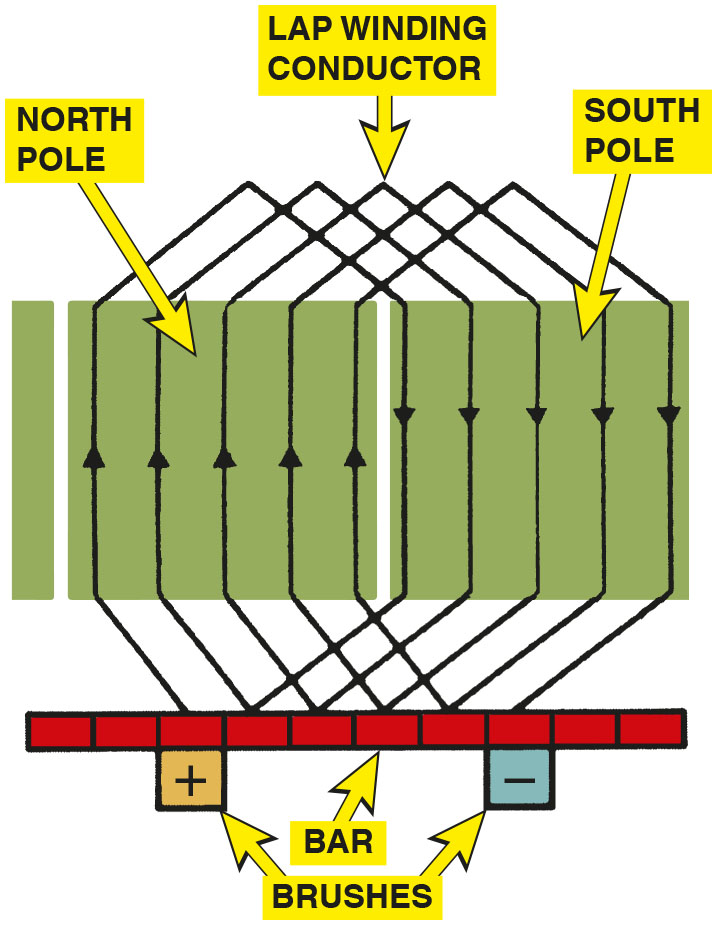 LAP WINDING
CONDUCTOR
NORTH
POLE
SOUTH
POLE
+
−
BAR
BRUSHES